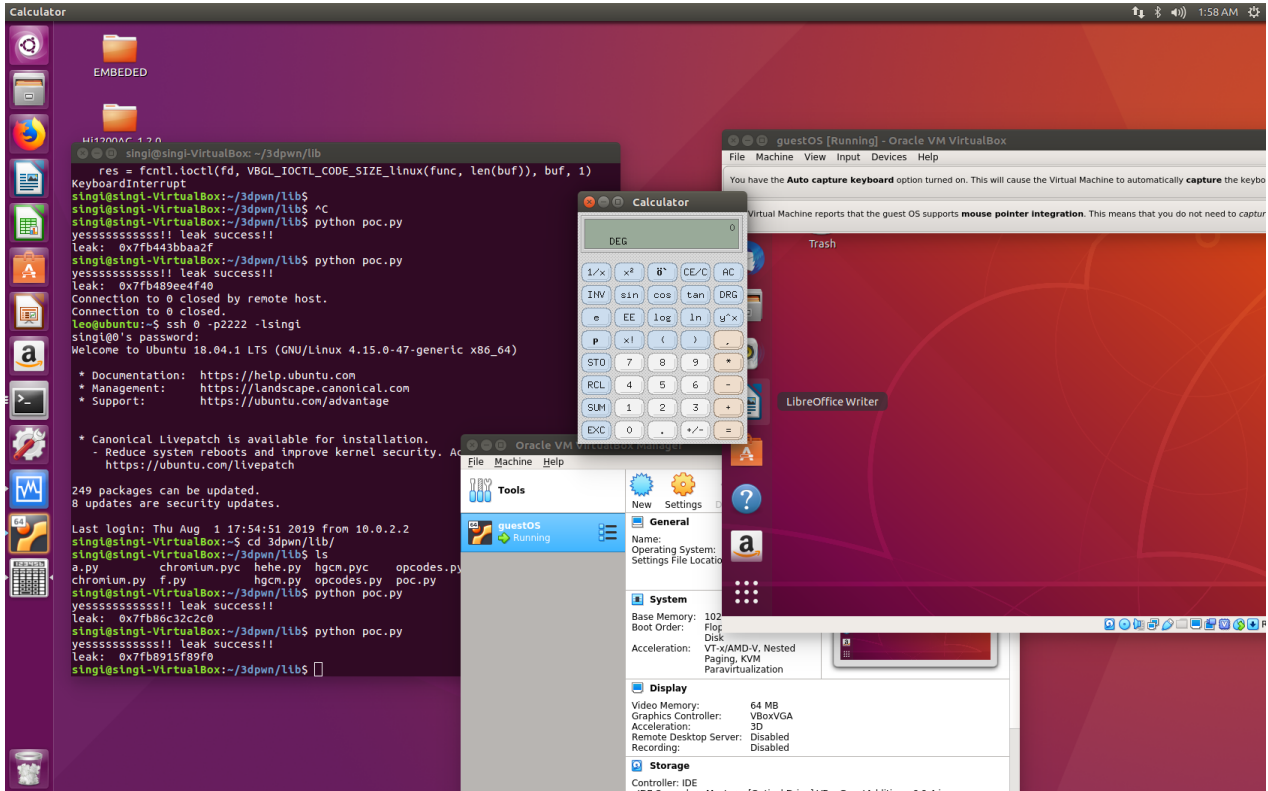 Calculator
1:58 AM
EMBEDED
Hi1200AC_1.2.0
singi@singi-VirtualBox: ~/3dpwn/lib
res = fcntl.ioctl(fd, VBGL_IOCTL_CODE_SIZE_linux(func, len(buf)), buf, 1)
KeyboardInterrupt
singi@singi-VirtualBox:~/3dpwn/lib$
singi@singi-VirtualBox:~/3dpwn/lib$ ^C
singi@singi-VirtualBox:~/3dpwn/lib$ python poc.py
yesssssssssss!! leak success!!
leak:  0x7fb443bbaa2f
singi@singi-VirtualBox:~/3dpwn/lib$ python poc.py
yesssssssssss!! leak success!!
leak:  0x7fb489ee4f40
Connection to 0 closed by remote host.
Connection to 0 closed.
leo@ubuntu:~$ ssh 0 -p2222 -lsingi
singi@0's password:
Welcome to Ubuntu 18.04.1 LTS (GNU/Linux 4.15.0-47-generic x86_64)
* Documentation:  https://help.ubuntu.com
* Management:     https://landscape.canonical.com
* Support:        https://ubuntu.com/advantage
* Canonical Livepatch is available for installation.
- Reduce system reboots and improve kernel security. Ac
https://ubuntu.com/livepatch
249 packages can be updated.
8 updates are security updates.
Last login: Thu Aug  1 17:54:51 2019 from 10.0.2.2
singi@singi-VirtualBox:~$ cd 3dpwn/lib/
singi@singi-VirtualBox:~/3dpwn/lib$ ls
a.py         chromium.pyc  hehe.py  hgcm.pyc    opcodes.py
chromium.py  f.py          hgcm.py  opcodes.py  poc.py
singi@singi-VirtualBox:~/3dpwn/lib$ python poc.py
yesssssssssss!! leak success!!
leak:  0x7fb86c32c2c0
singi@singi-VirtualBox:~/3dpwn/lib$ python poc.py
yesssssssssss!! leak success!!
leak:  0x7fb8915f89f0
singi@singi-VirtualBox:~/3dpwn/lib$
Calculator
0
DEG
1/x x² ö` CE/C AC
INV sin cos tan DRG
e EE log ln y^x
p x! ( ) ,
STO 7 8 9 *
RCL 4 5 6 -
SUM 1 2 3 +
EXC 0 . +/- =
guestOS [Running] - Oracle VM VirtualBox
File Machine View Input Devices Help
You have the Auto capture keyboard option turned on. This will cause the Virtual Machine to automatically capture the keybo
Virtual Machine reports that the guest OS supports mouse pointer integration. This means that you do not need to captur
Trash
LibreOffice Writer
Oracle VM VirtualBox Manager
File Machine Help
Tools
New Settings D
guestOS
Running
General
Name:
Operating System:
Settings File Locatio
System
Base Memory: 102
Boot Order: Flop
Disk
Acceleration: VT-x/AMD-V, Nested
Paging, KVM
Paravirtualization
Display
Video Memory: 64 MB
Graphics Controller: VBoxVGA
Acceleration: 3D
Remote Desktop Server: Disabled
Recording: Disabled
Storage
Controller: IDE